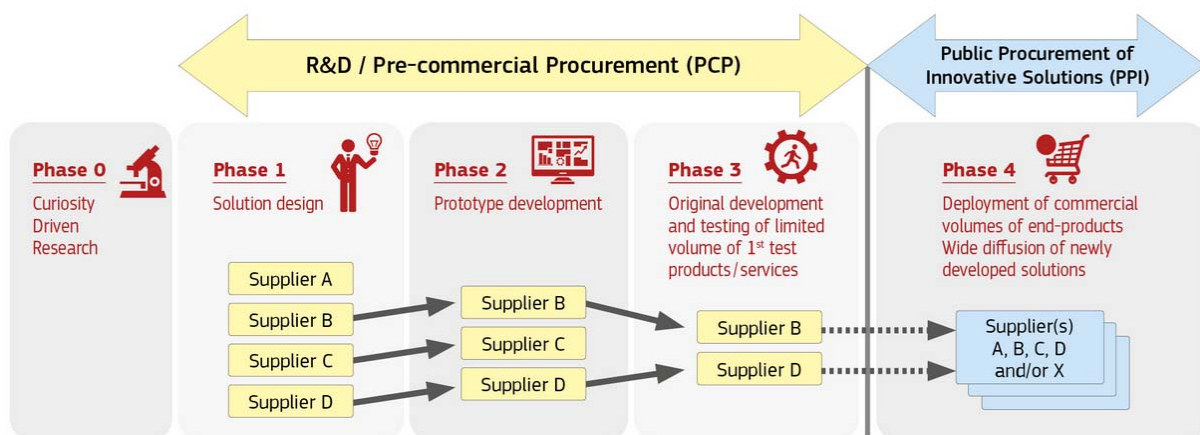 R&D / Pre-commercial Procurement (PCP)
Public Procurement of
Innovative Solutions (PPI)
Phase 0
Curiosity
Driven
Research
Phase 1
Solution design
Supplier A
Supplier B
Supplier C
Supplier D
Phase 2
Prototype development
Supplier B
Supplier C
Supplier D
Phase 3
Original development
and testing of limited
volume of 1st test
products/services
Supplier B
Supplier D
Phase 4
Deployment of commercial
volumes of end-products
Wide diffusion of newly
developed solutions
Supplier(s)
A, B, C, D
and/or X